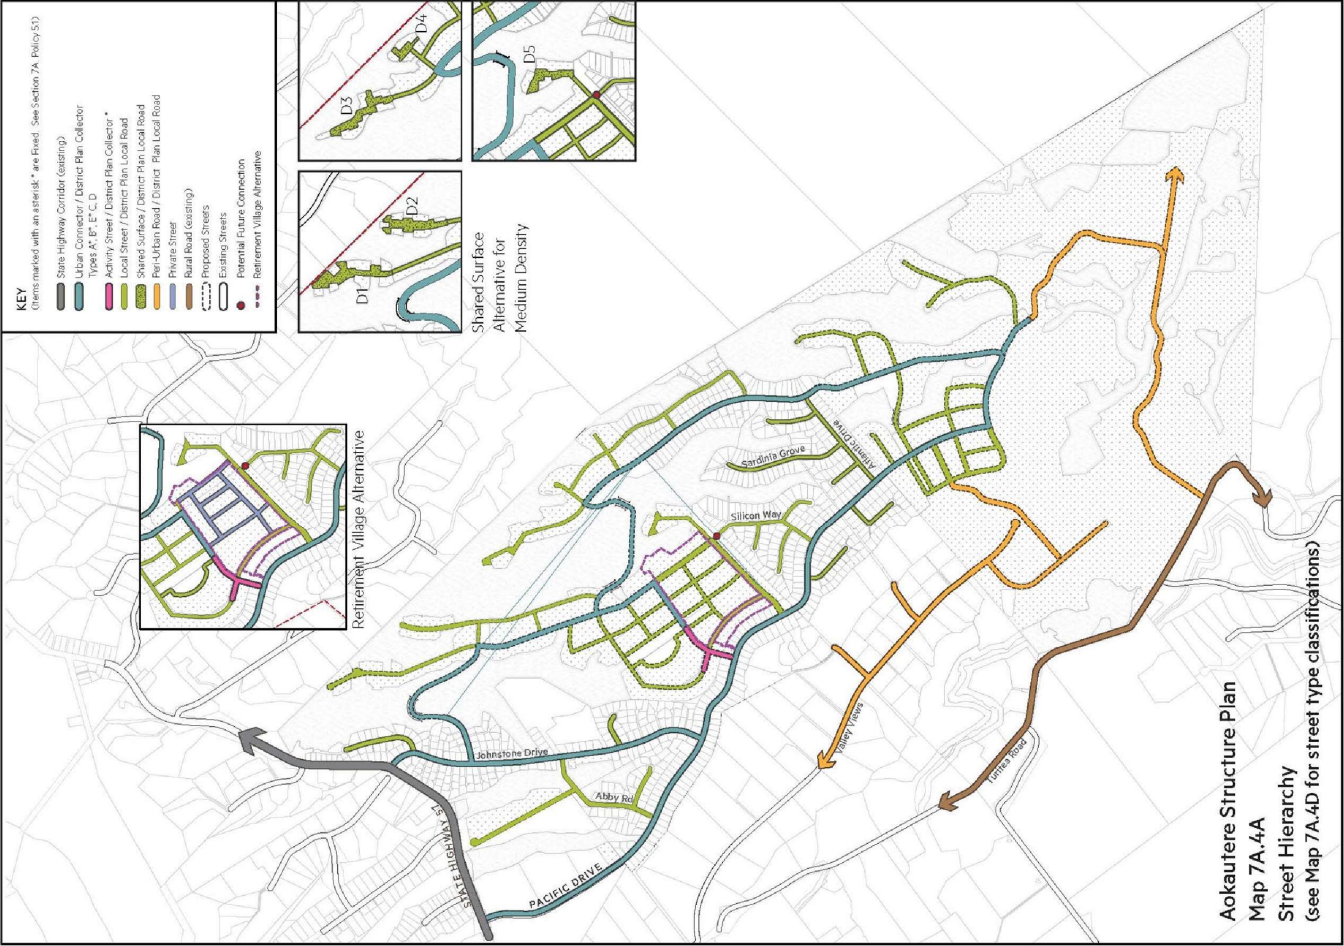 KEY
(Items marked with an asterisk * are Fixed. See Section 7A. Policy 5.1)
State Highway Corridor (existing)
Urban Connector / District Plan Collector
Types A*, B*, E*, C, D
Activity Street / District Plan Collector *
Local Street / District Plan Local Road
Shared Surface / District Plan Local Road
Peri-Urban Road / District Plan Local Road
Private Street
Rural Road (existing)
Proposed Streets
Existing Streets
Potential Future Connection
Retirement Village Alternative
D1
D2
D3
D4
D5
Shared Surface
Alternative for
Medium Density
Retirement Village Alternative
STATE HIGHWAY 57
PACIFIC DRIVE
Johnstone Drive
Abby Rd
Silicon Way
Sardinia Grove
Atlantic Drive
Valley Views
Turitea Road
Aokautere Structure Plan
Map 7A.4A
Street Hierarchy
(see Map 7A.4D for street type classifications)